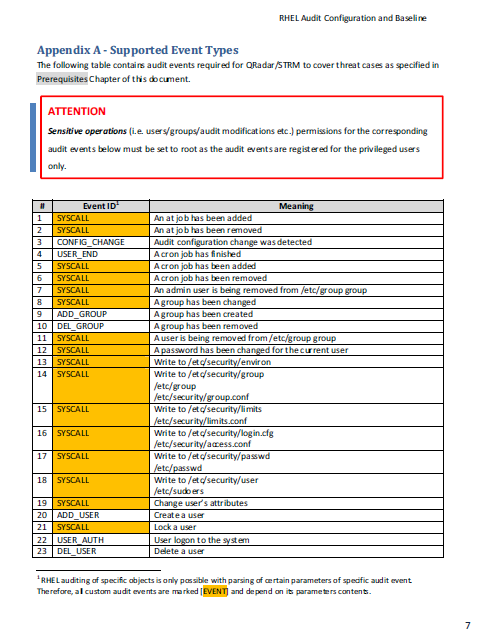 RHEL Audit Configuration and Baseline
Appendix A - Supported Event Types
The following table contains audit events required for QRadar/STRM to cover threat cases as specified in
Prerequisites Chapter of this document.
ATTENTION
Sensitive operations (i.e. users/groups/audit modifications etc.) permissions for the corresponding
audit events below must be set to root as the audit events are registered for the privileged users
only.
# Event ID1 Meaning
1 SYSCALL An at job has been added
2 SYSCALL An at job has been removed
3 CONFIG_CHANGE Audit configuration change was detected
4 USER_END A cron job has finished
5 SYSCALL A cron job has been added
6 SYSCALL A cron job has been removed
7 SYSCALL An admin user is being removed from /etc/group group
8 SYSCALL A group has been changed
9 ADD_GROUP A group has been created
10 DEL_GROUP A group has been removed
11 SYSCALL A user is being removed from /etc/group group
12 SYSCALL A password has been changed for the current user
13 SYSCALL Write to /etc/security/environ
14 SYSCALL Write to /etc/security/group
/etc/group
/etc/security/group.conf
15 SYSCALL Write to /etc/security/limits
/etc/security/limits.conf
16 SYSCALL Write to /etc/security/login.cfg
/etc/security/access.conf
17 SYSCALL Write to /etc/security/passwd
/etc/passwd
18 SYSCALL Write to /etc/security/user
/etc/sudoers
19 SYSCALL Change user's attributes
20 ADD_USER Create a user
21 SYSCALL Lock a user
22 USER_AUTH User logon to the system
23 DEL_USER Delete a user
1 RHEL auditing of specific objects is only possible with parsing of certain parameters of specific audit event.
Therefore, all custom audit events are marked [EVENT] and depend on its parameters contents.
7